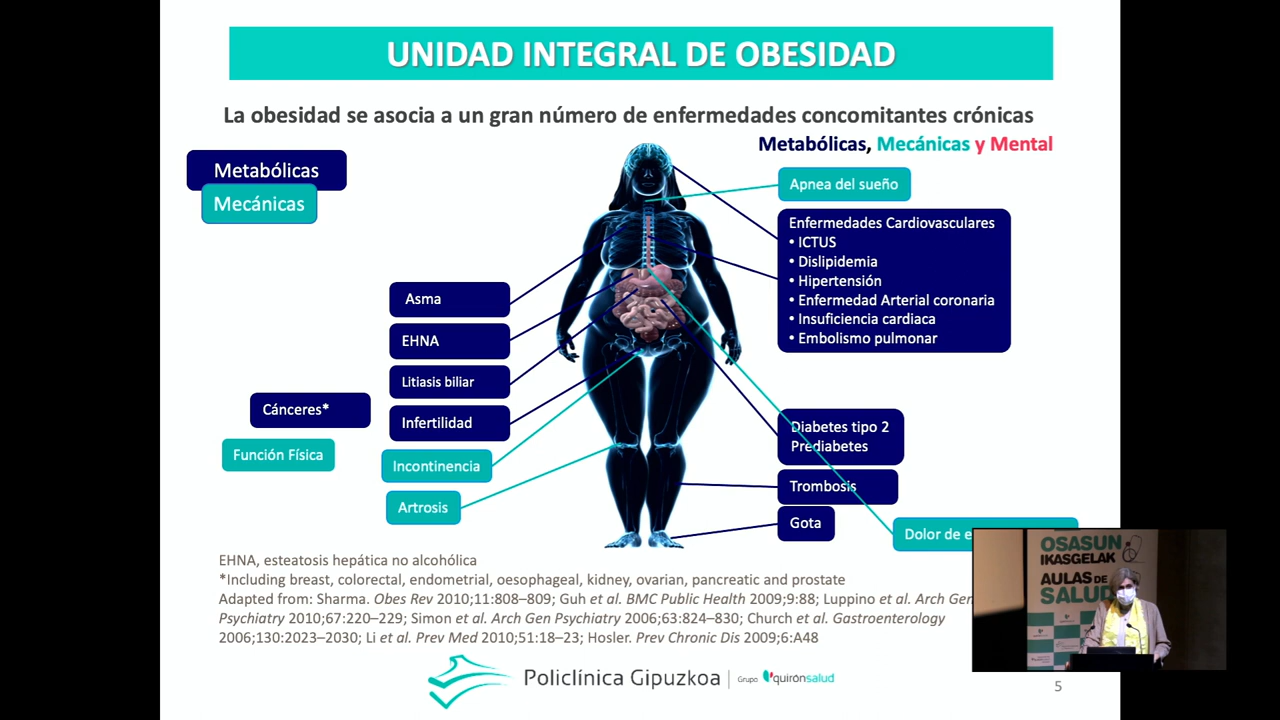 UNIDAD INTEGRAL DE OBESIDAD
La obesidad se asocia a un gran número de enfermedades concomitantes crónicas
Metabólicas, Mecánicas y Mental
Metabólicas
Mecánicas
Apnea del sueño
Enfermedades Cardiovasculares
• ICTUS
• Dislipidemia
• Hipertensión
• Enfermedad Arterial coronaria
• Insuficiencia cardiaca
• Embolismo pulmonar
Asma
EHNA
Litiasis biliar
Infertilidad
Cánceres*
Función Física
Incontinencia
Artrosis
Diabetes tipo 2
Prediabetes
Trombosis
Gota
Dolor de
EHNA, esteatosis hepática no alcohólica
*Including breast, colorectal, endometrial, oesophageal, kidney, ovarian, pancreatic and prostate
Adapted from: Sharma. Obes Rev 2010;11:808–809; Guh et al. BMC Public Health 2009;9:88; Luppino et al. Arch Gen
Psychiatry 2010;67:220–229; Simon et al. Arch Gen Psychiatry 2006;63:824–830; Church et al. Gastroenterology
2006;130:2023–2030; Li et al. Prev Med 2010;51:18–23; Hosler. Prev Chronic Dis 2009;6:A48
Policlínica Gipuzkoa
Grupo quirónsalud
5
OSASUN
IKASGELAK
AULAS DE
SALUD